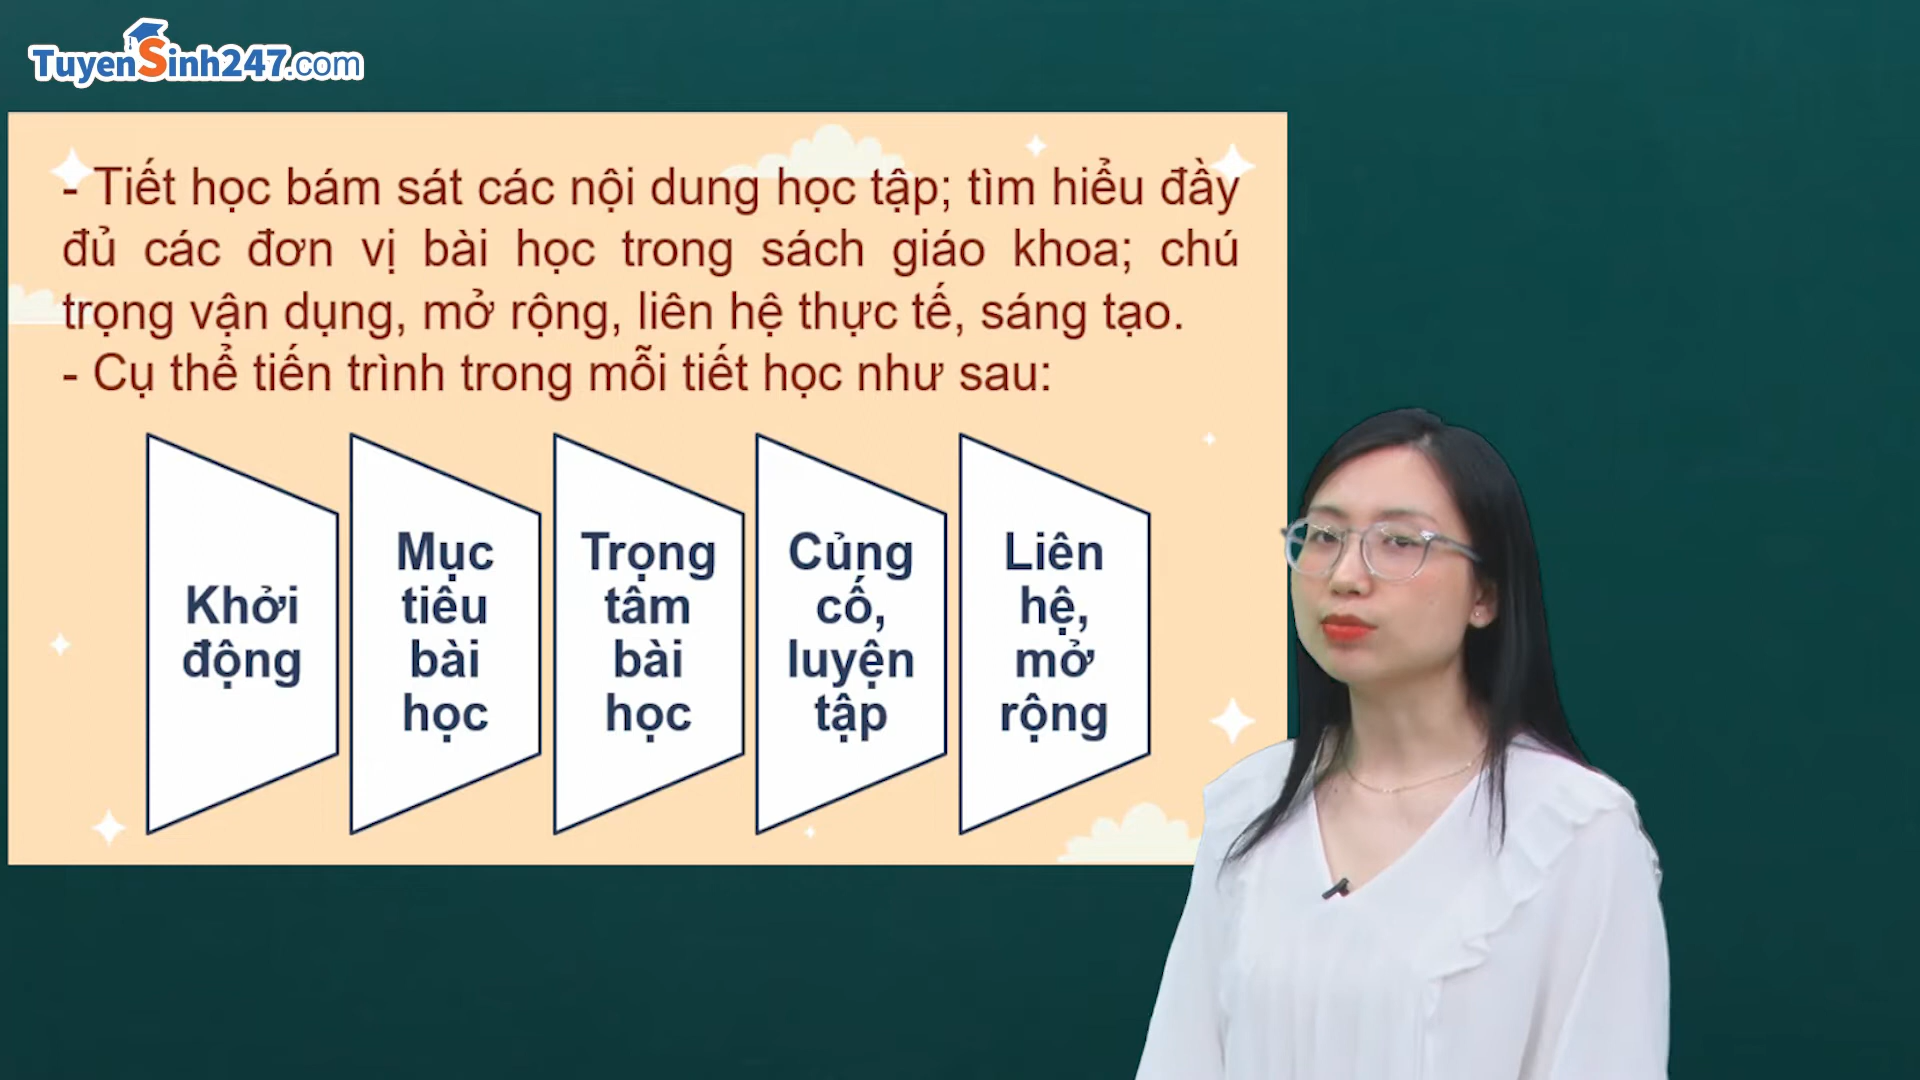 TuyenSinh247.com
- Tiết học bám sát các nội dung học tập; tìm hiểu đầy
đủ các đơn vị bài học trong sách giáo khoa; chú
trọng vận dụng, mở rộng, liên hệ thực tế, sáng tạo.
- Cụ thể tiến trình trong mỗi tiết học như sau:
Khởi
động
Mục
tiêu
bài
học
Trọng
tâm
bài
học
Củng
cố,
luyện
tập
Liên
hệ,
mở
rộng